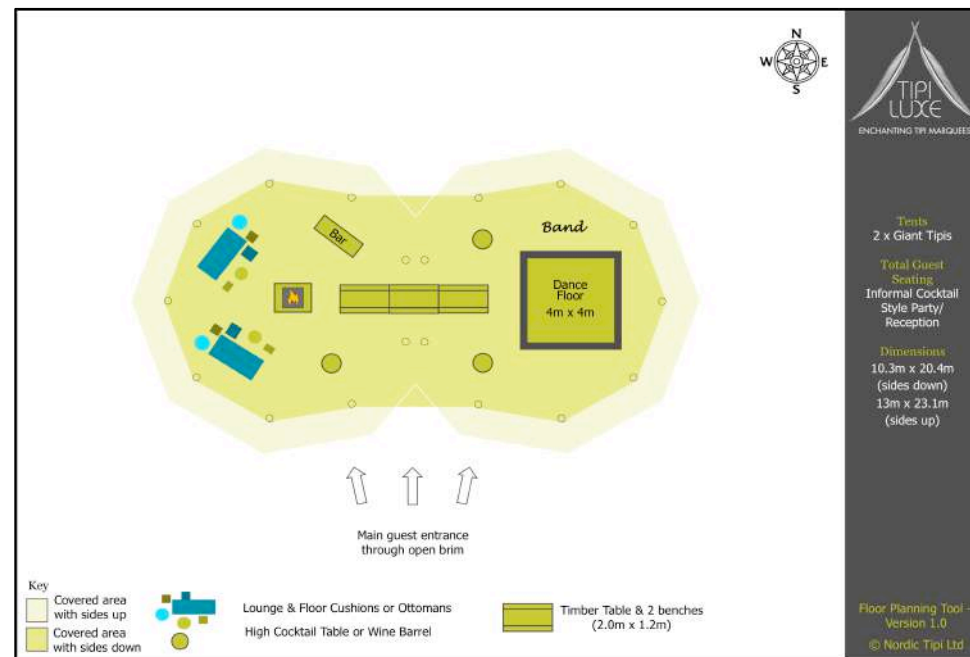 N
W E
S
TIPI
LUXE
ENCHANTING TIPI MARQUEES
Tents
2 x Giant Tipis
Total Guest
Seating
Informal Cocktail
Style Party/
Reception
Dimensions
10.3m x 20.4m
(sides down)
13m x 23.1m
(sides up)
Bar
Band
Dance
Floor
4m x 4m
Main guest entrance
through open brim
Key
Covered area
with sides up
Covered area
with sides down
Lounge & Floor Cushions or Ottomans
High Cocktail Table or Wine Barrel
Timber Table & 2 benches
(2.0m x 1.2m)
Floor Planning Tool -
Version 1.0
© Nordic Tipi Ltd